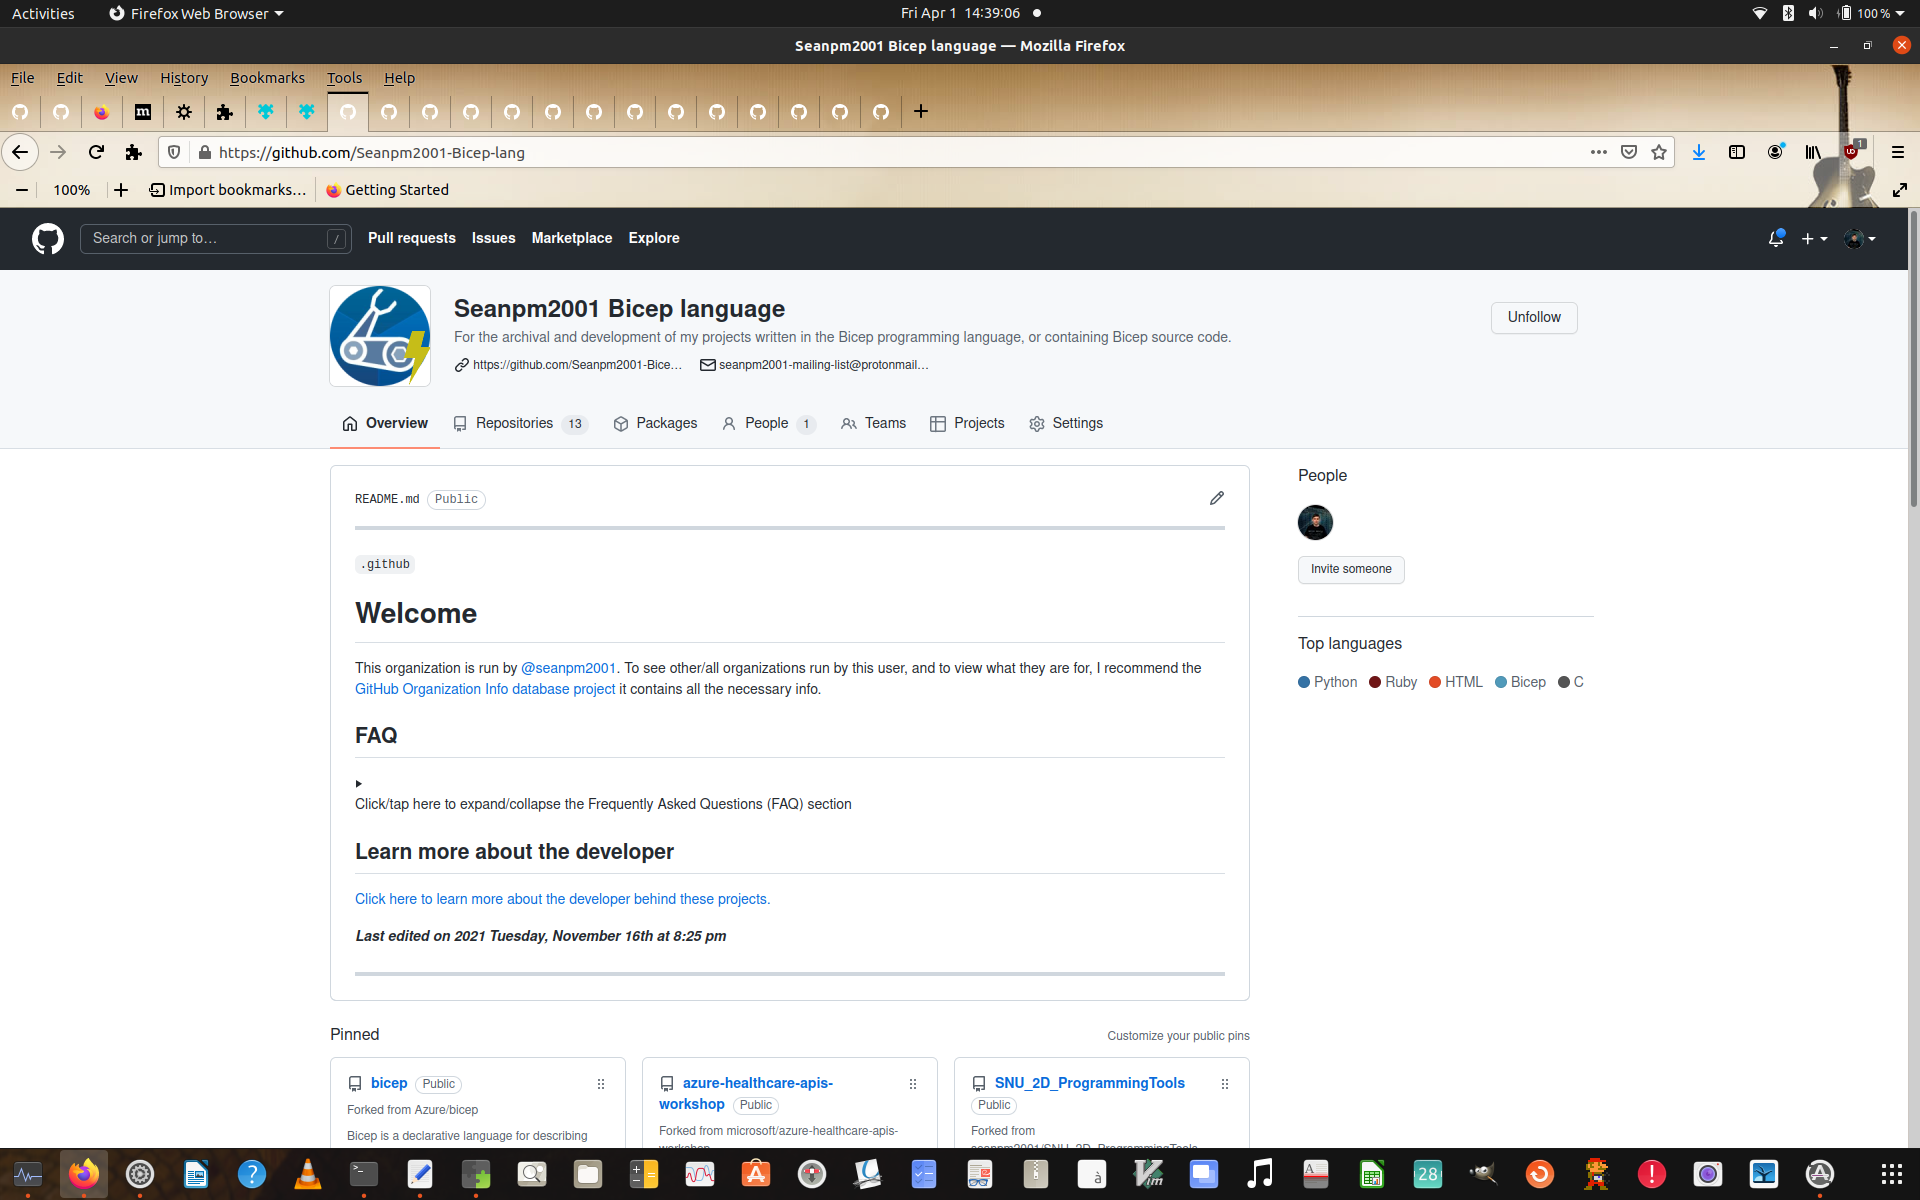 Activities
Firefox Web Browser
Fri Apr 1 14:39:06
100 %
Seanpm2001 Bicep language — Mozilla Firefox
File Edit View History Bookmarks Tools Help
https://github.com/Seanpm2001-Bicep-lang
1
100%
Import bookmarks...
Getting Started
Search or jump to...
/
Pull requests Issues Marketplace Explore
Seanpm2001 Bicep language
Unfollow
For the archival and development of my projects written in the Bicep programming language, or containing Bicep source code.
https://github.com/Seanpm2001-Bice...
seanpm2001-mailing-list@protonmail...
Overview
Repositories 13
Packages
People 1
Teams
Projects
Settings
README.md Public
.github
Welcome
This organization is run by @seanpm2001. To see other/all organizations run by this user, and to view what they are for, I recommend the
GitHub Organization Info database project it contains all the necessary info.
FAQ
Click/tap here to expand/collapse the Frequently Asked Questions (FAQ) section
Learn more about the developer
Click here to learn more about the developer behind these projects.
Last edited on 2021 Tuesday, November 16th at 8:25 pm
People
Invite someone
Top languages
Python Ruby HTML Bicep C
Pinned
Customize your public pins
bicep Public
Forked from Azure/bicep
Bicep is a declarative language for describing
azure-healthcare-apis-
workshop Public
Forked from microsoft/azure-healthcare-apis-
workshop
SNU_2D_ProgrammingTools
Public
Forked from
seanpm2001/SNU_2D_ProgrammingTools
28